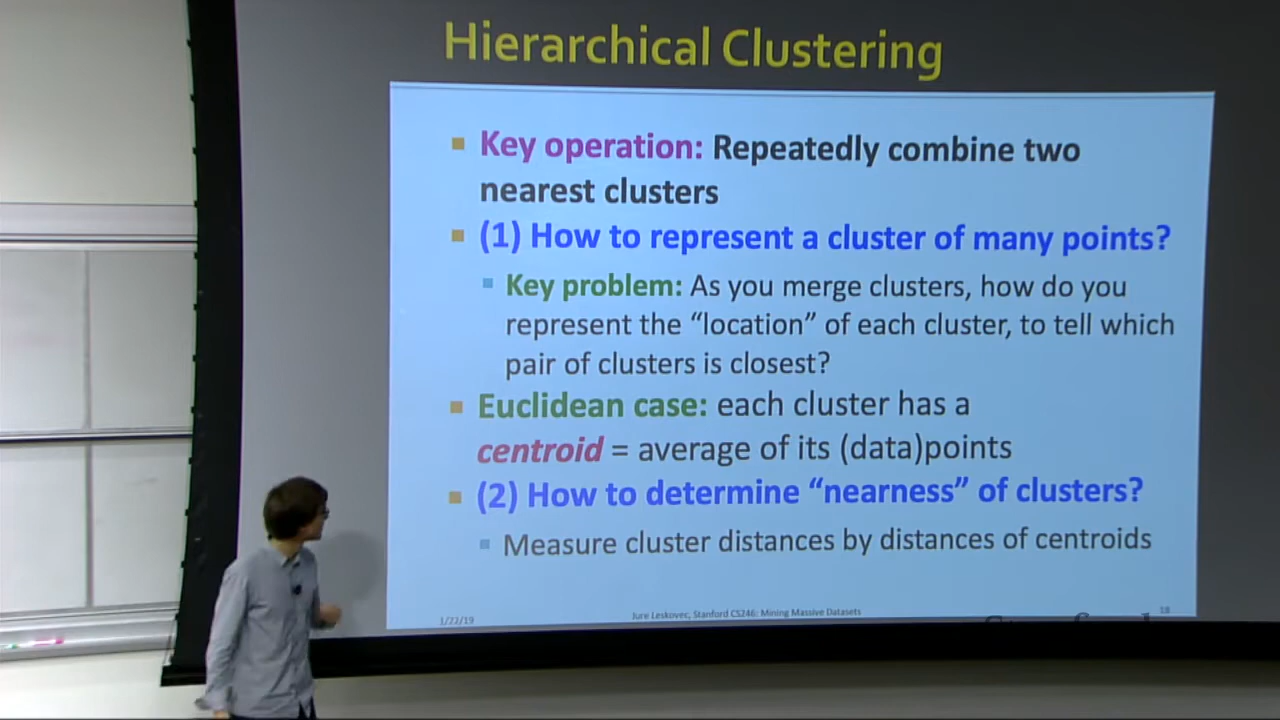 Hierarchical Clustering
Key operation: Repeatedly combine two
nearest clusters
(1) How to represent a cluster of many points?
Key problem: As you merge clusters, how do you
represent the “location” of each cluster, to tell which
pair of clusters is closest?
Euclidean case: each cluster has a
centroid = average of its (data)points
(2) How to determine “nearness” of clusters?
Measure cluster distances by distances of centroids
1/22/19
Jure Leskovec, Stanford CS246: Mining Massive Datasets
18